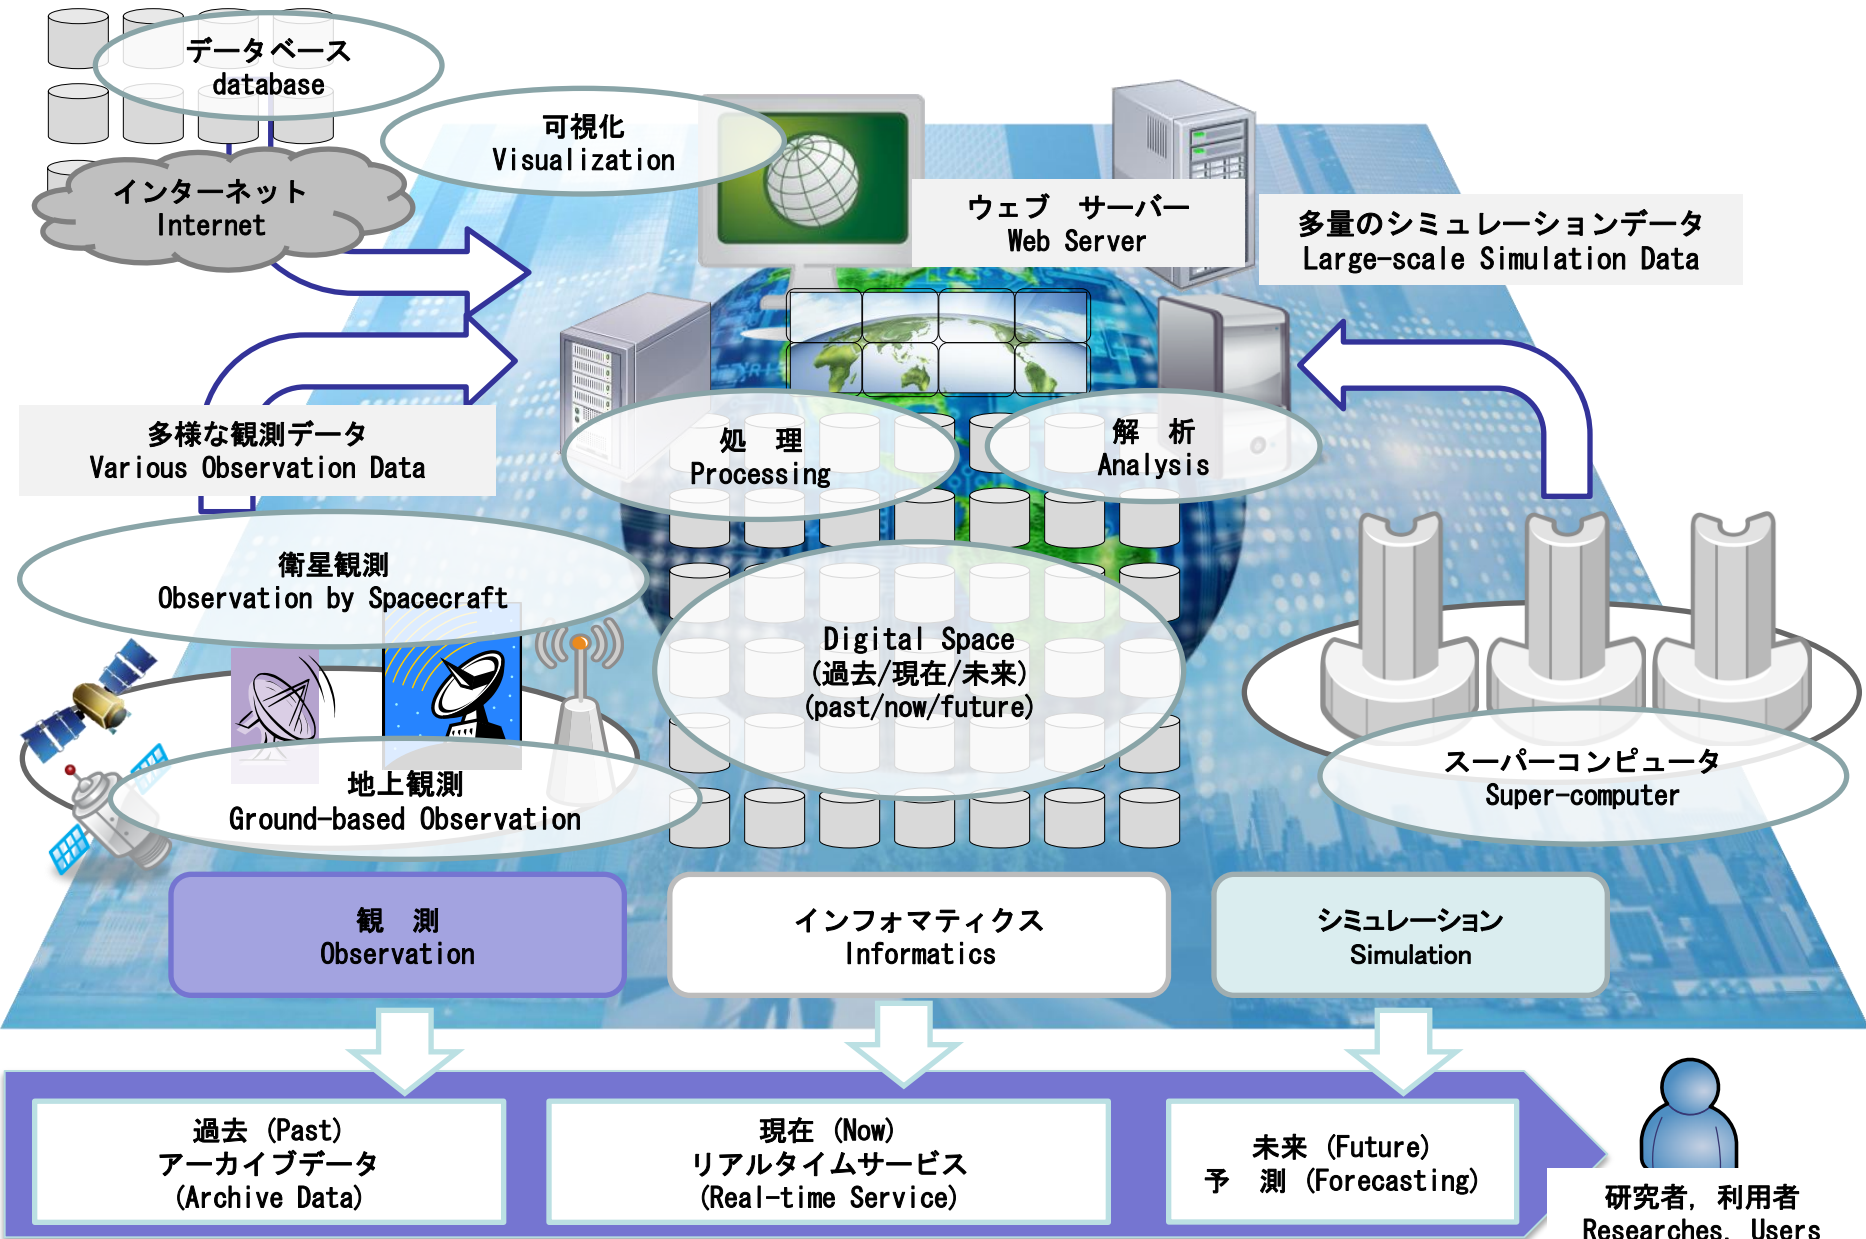 データベース
database
可視化
Visualization
インターネット
Internet
ウェブ サーバー
Web Server
多量のシミュレーションデータ
Large-scale Simulation Data
多様な観測データ
Various Observation Data
処 理
Processing
解 析
Analysis
衛星観測
Observation by Spacecraft
Digital Space
(過去/現在/未来)
(past/now/future)
地上観測
Ground-based Observation
スーパーコンピュータ
Super-computer
観 測
Observation
インフォマティクス
Informatics
シミュレーション
Simulation
過去 (Past)
アーカイブデータ
(Archive Data)
現在 (Now)
リアルタイムサービス
(Real-time Service)
未来 (Future)
予 測 (Forecasting)
研究者, 利用者
Researches, Users